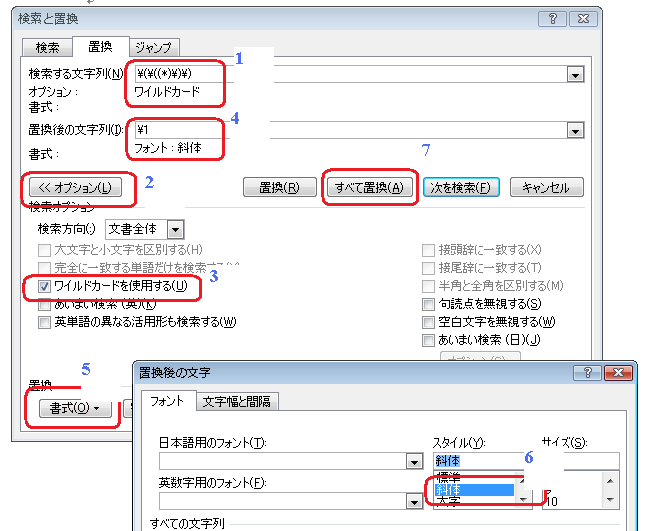 検索と置換
検索 置換 ジャンプ
1
検索する文字列(N) ¥(¥((*)¥)¥)
オプション: ワイルドカード
書式:
4
置換後の文字列(I): ¥1
書式: フォント : 斜体
7
<< オプション(L) 2 置換(R) すべて置換(A) 次を検索(F) キャンセル
検索オプション
検索方向(:) 文書全体
大文字と小文字を区別する(H) 接頭辞に一致する(X)
完全に一致する単語だけを検索する 接尾辞に一致する(T)
ワイルドカードを使用する(U) 3 半角と全角を区別する(M)
あいまい検索 (英)(K) 句読点を無視する(S)
英単語の異なる活用形も検索する(W) 空白文字を無視する(W)
あいまい検索 (日)(J)
オプション(S)...
5
置換
書式(O)
置換後の文字
フォント 文字幅と間隔
日本語用のフォント(T): スタイル(Y): サイズ(S):
斜体
6
英数字用のフォント(F): 標準
斜体
太字 10
すべての文字列